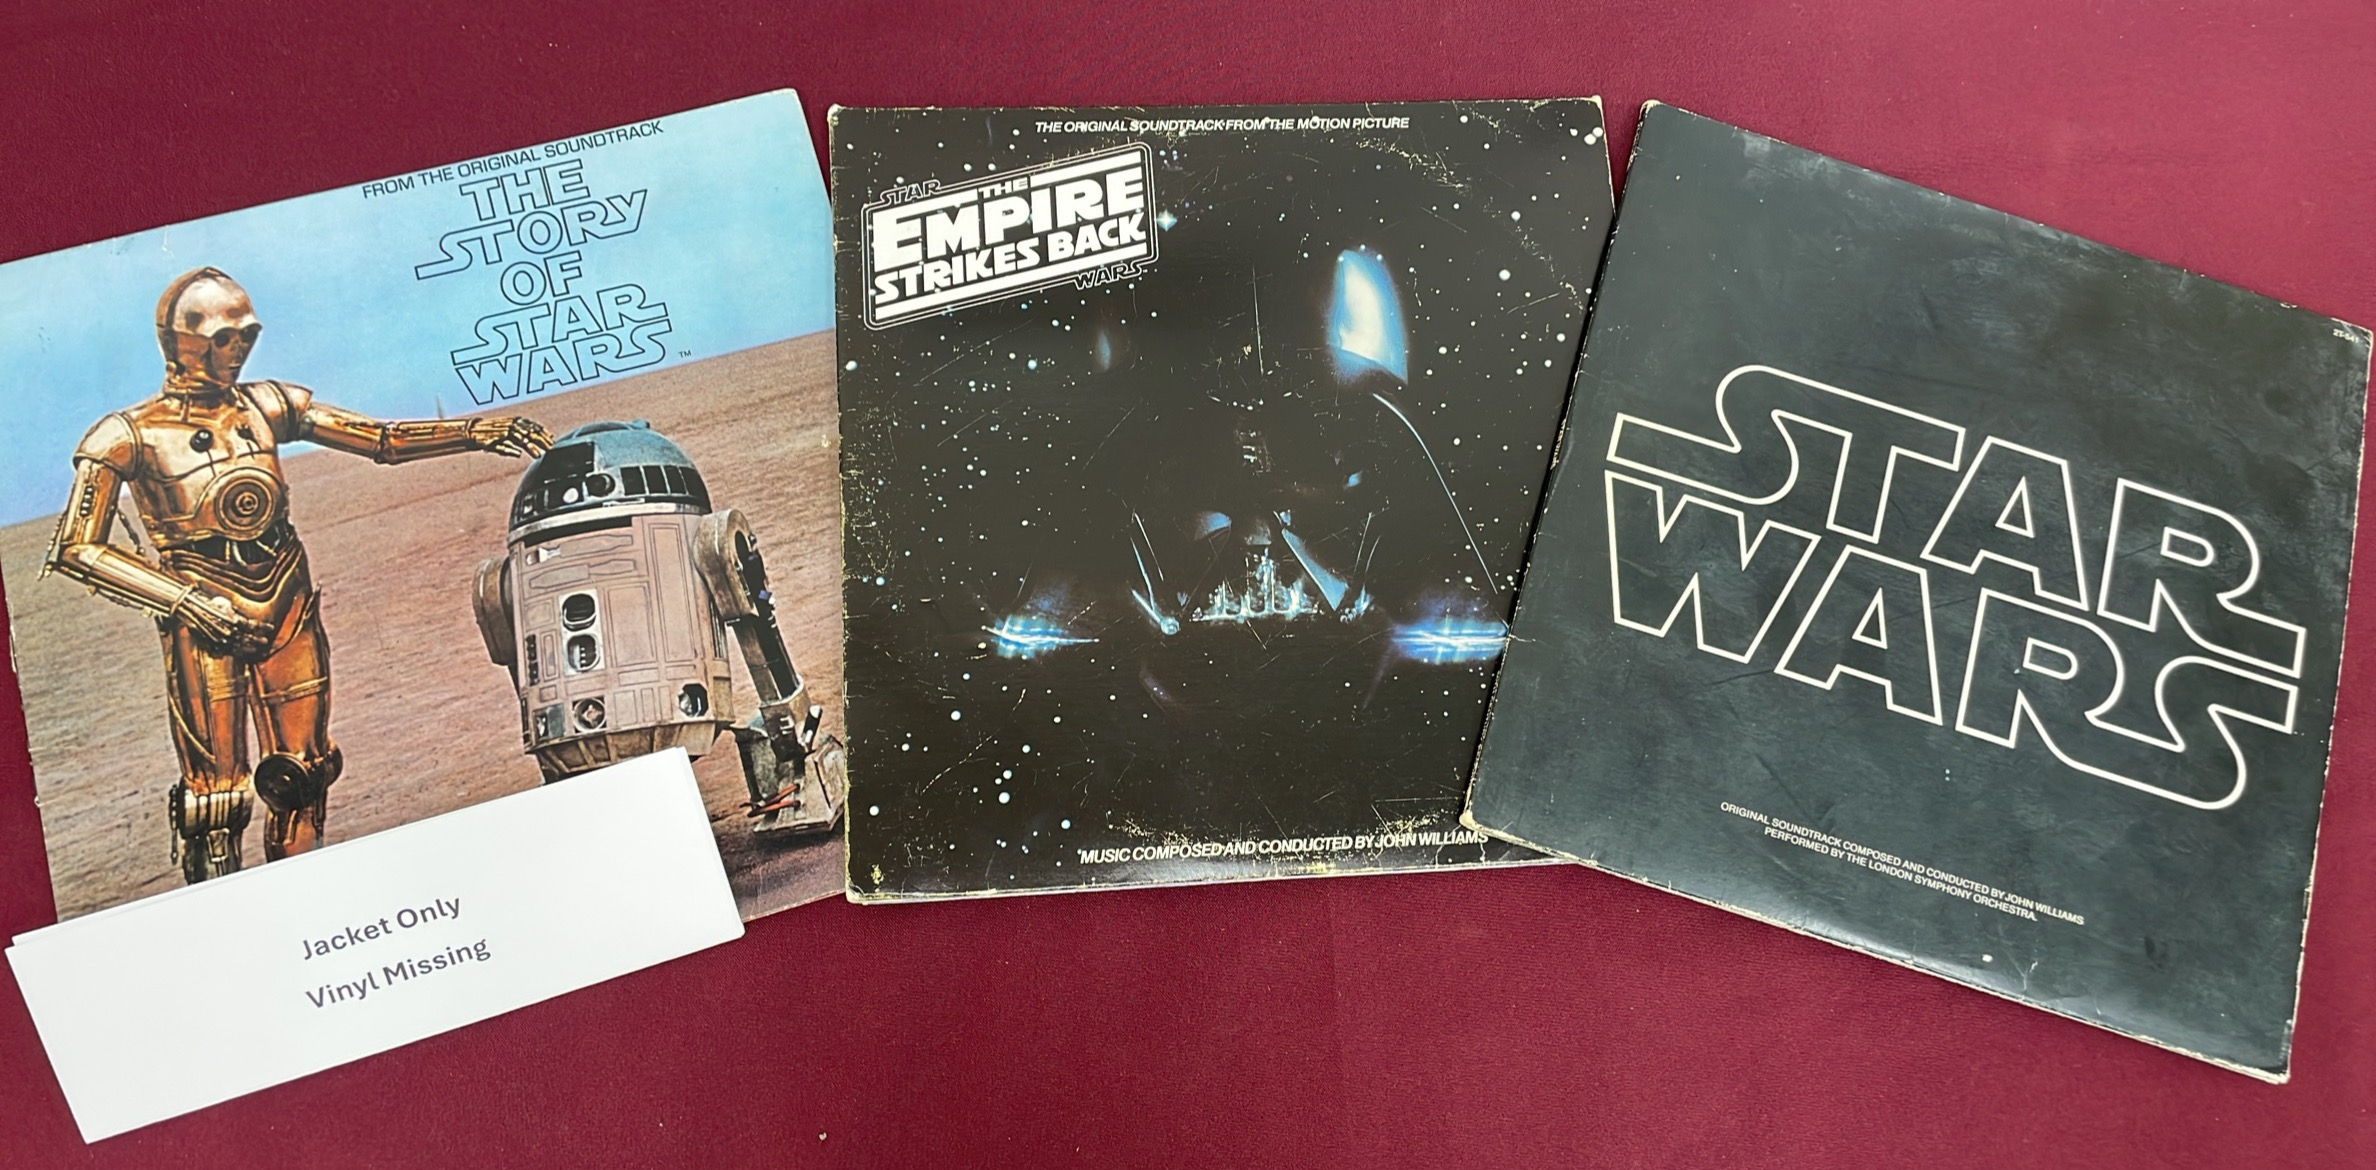 FROM THE ORIGINAL SOUNDTRACK
THE
STORY
OF
STAR
WARS™
Jacket Only
Vinyl Missing
THE ORIGINAL SOUNDTRACK FROM THE MOTION PICTURE
STAR
THE
EMPIRE
STRIKES BACK
WARS
MUSIC COMPOSED AND CONDUCTED BY JOHN WILLIAMS
STAR
WARS
ORIGINAL SOUNDTRACK COMPOSED AND CONDUCTED BY JOHN WILLIAMS
PERFORMED BY THE LONDON SYMPHONY ORCHESTRA.